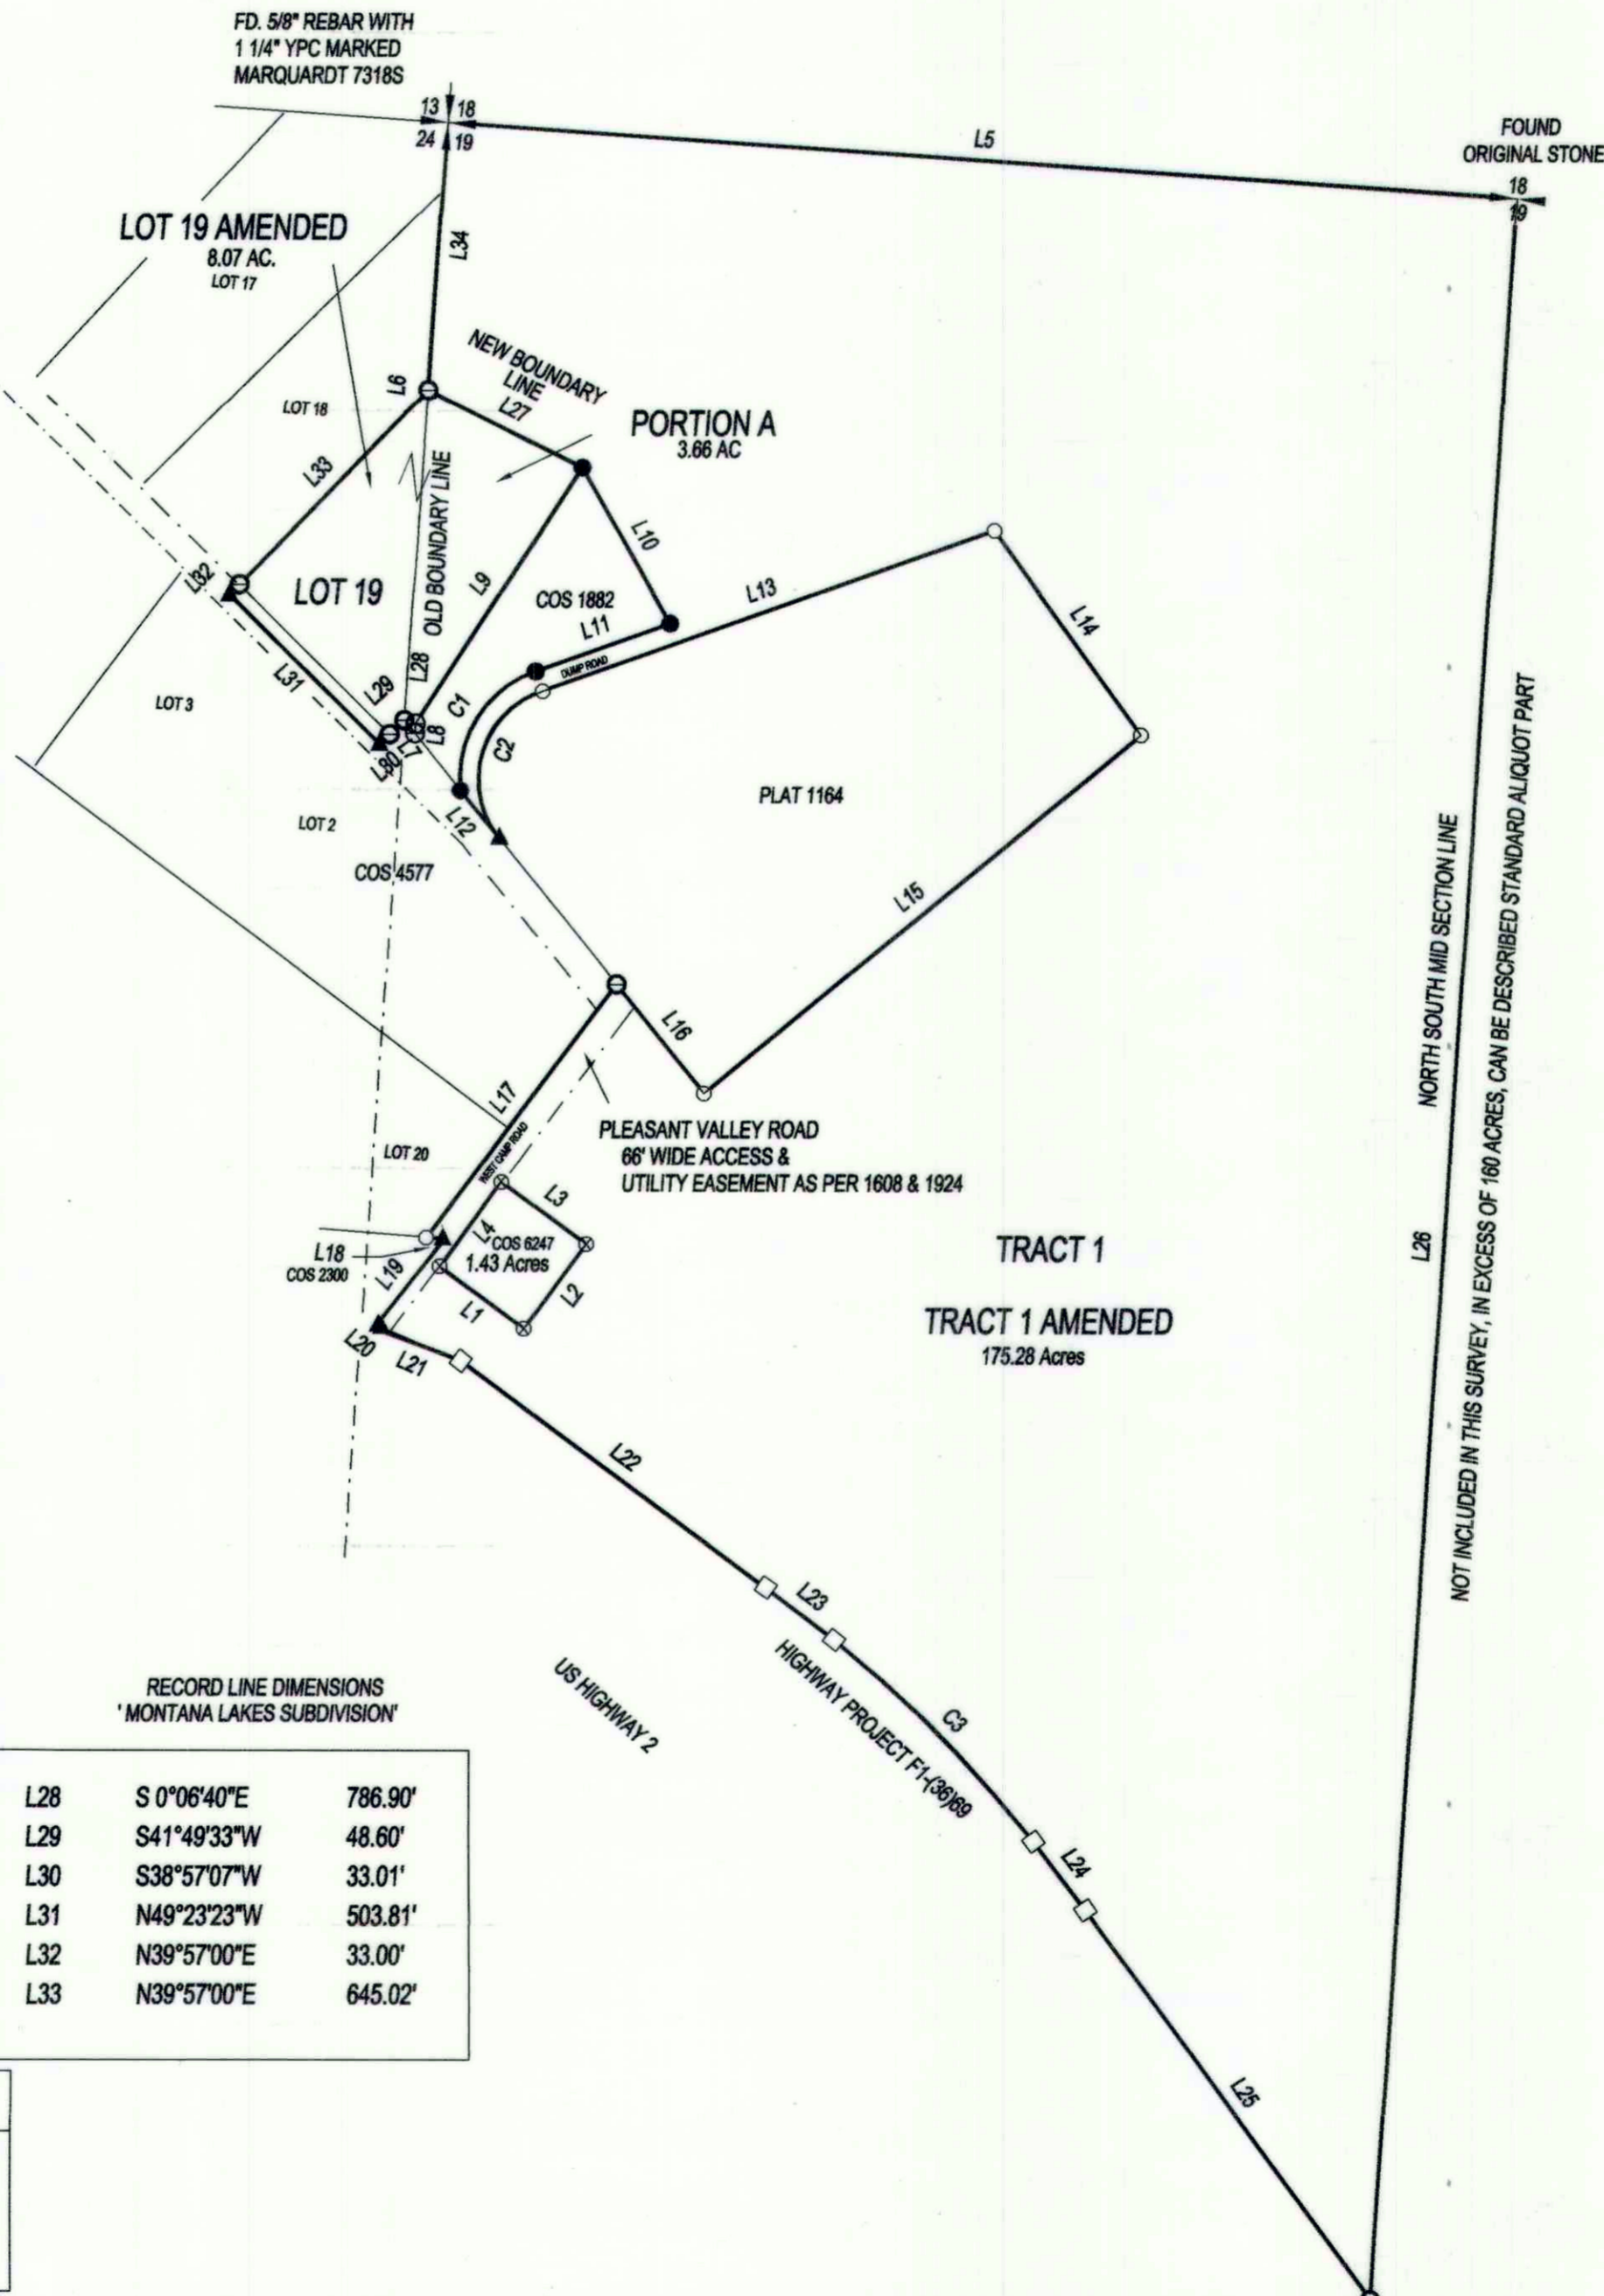 FD. 5/8" REBAR WITH
1 1/4" YPC MARKED
MARQUARDT 7318S
13 18
24 19
L5
FOUND
ORIGINAL STONE
18
19
LOT 19 AMENDED
8.07 AC.
LOT 17
L34
L6
LOT 18
NEW BOUNDARY
LINE
L27
PORTION A
3.66 AC
L33
OLD BOUNDARY LINE
L10
L32
LOT 19
L9
COS 1882
L11
L13
DUMP ROAD
L14
L28
L29
L31
C1
C2
L8
L7
L30
LOT 3
L12
PLAT 1164
LOT 2
COS 4577
L15
L16
L17
WEST CAMP ROAD
PLEASANT VALLEY ROAD
66' WIDE ACCESS &
UTILITY EASEMENT AS PER 1608 & 1924
LOT 20
L3
L4
COS 6247
1.43 Acres
L18
COS 2300
L19
L1
L2
L20
L21
TRACT 1
TRACT 1 AMENDED
175.28 Acres
NORTH SOUTH MID SECTION LINE
L26
NOT INCLUDED IN THIS SURVEY, IN EXCESS OF 160 ACRES, CAN BE DESCRIBED STANDARD ALIQUOT PART
L22
L23
US HIGHWAY 2
HIGHWAY PROJECT F1-(36)69
C3
L24
L25
RECORD LINE DIMENSIONS
'MONTANA LAKES SUBDIVISION'
L28 S 0°06'40"E 786.90'
L29 S41°49'33"W 48.60'
L30 S38°57'07"W 33.01'
L31 N49°23'23"W 503.81'
L32 N39°57'00"E 33.00'
L33 N39°57'00"E 645.02'